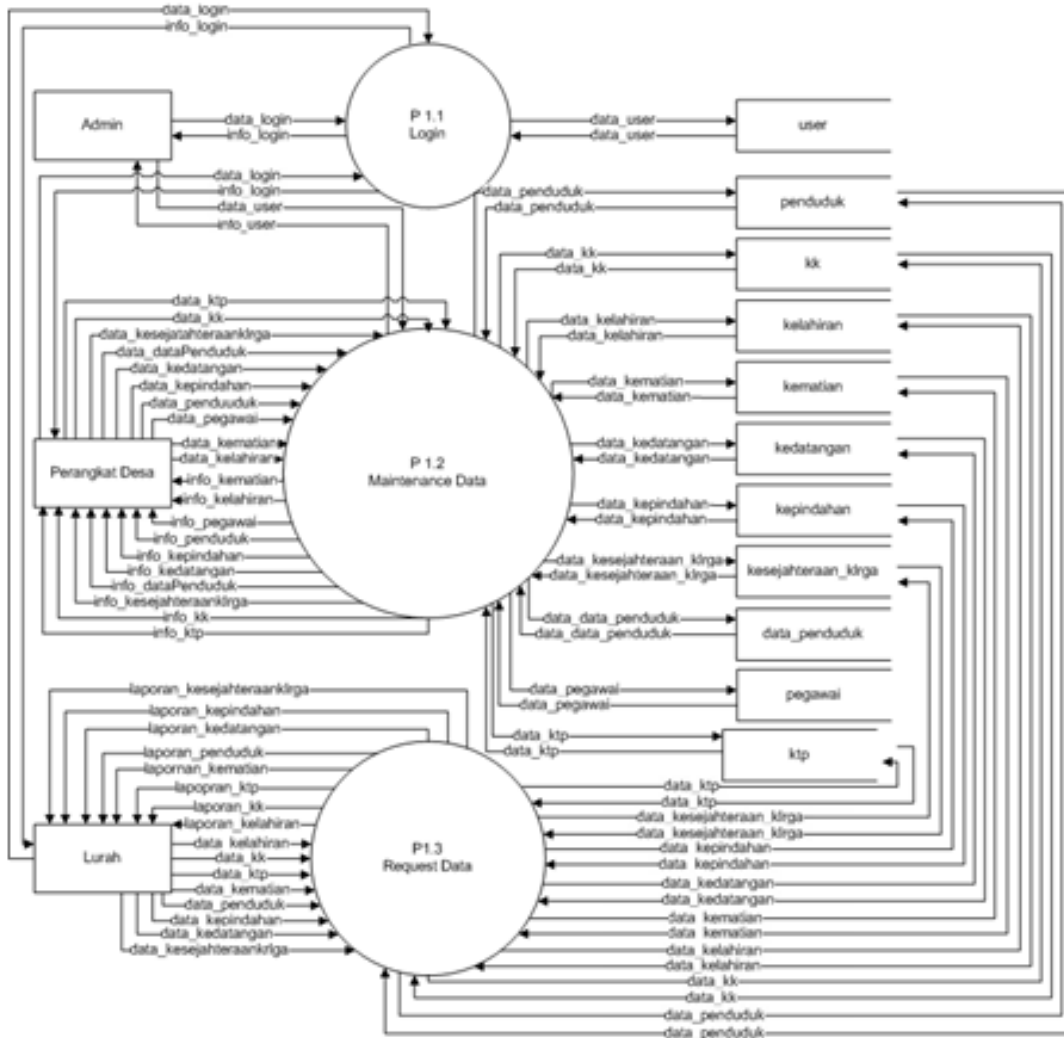 data_login
info_login
P 1.1
Login
Admin
data_login
info_login
data_user
data_user
user
data_login
info_login
data_user
info_user
data_penduduk
data_penduduk
penduduk
data_kk
data_kk
kk
data_ktp
data_kk
data_kesejatahteraanklrga
data_dataPenduduk
data_kedatangan
data_kepindahan
data_penduuduk
data_pegawai
data_kelahiran
data_kelahiran
kelahiran
data_kematian
data_kematian
kematian
Perangkat Desa
data_kematian
data_kelahiran
info_kematian
info_kelahiran
P 1.2
Maintenance Data
data_kedatangan
data_kedatangan
kedatangan
data_kepindahan
data_kepindahan
kepindahan
info_pegawai
info_penduduk
info_kepindahan
info_kedatangan
info_dataPenduduk
info_kesejahteraanklrga
info_kk
info_ktp
data_kesejahteraan_klrga
data_kesejahteraan_klrga
kesejahteraan_klrga
data_data_penduduk
data_data_penduduk
data_penduduk
data_pegawai
data_pegawai
pegawai
data_ktp
data_ktp
ktp
laporan_kesejahteraanklrga
laporan_kepindahan
laporan_kedatangan
laporan_penduduk
lapornan_kematian
lapopran_ktp
laporan_kk
laporan_kelahiran
Lurah
data_kelahiran
data_kk
data_ktp
data_kematian
data_penduduk
data_kepindahan
data_kedatangan
data_kesejahteraankrlga
P1.3
Request Data
data_ktp
data_ktp
data_kesejahteraan_klrga
data_kesejahteraan_klrga
data_kepindahan
data_kepindahan
data_kedatangan
data_kedatangan
data_kematian
data_kematian
data_kelahiran
data_kelahiran
data_kk
data_kk
data_penduduk
data_penduduk